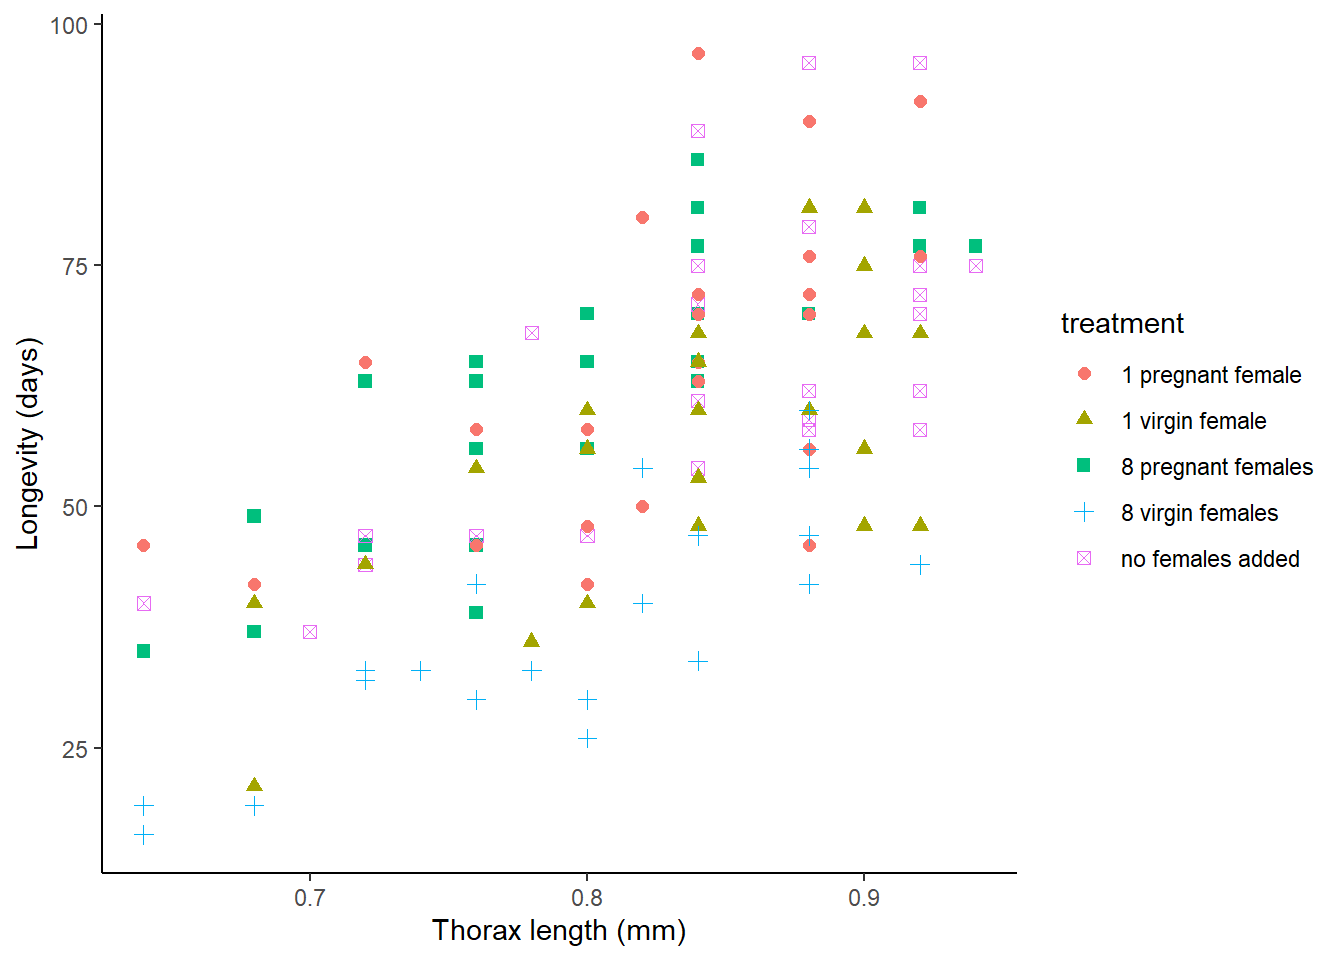 100
75
50
25
Longevity (days)
0.7
0.8
0.9
Thorax length (mm)
treatment
1 pregnant female
1 virgin female
8 pregnant females
8 virgin females
no females added